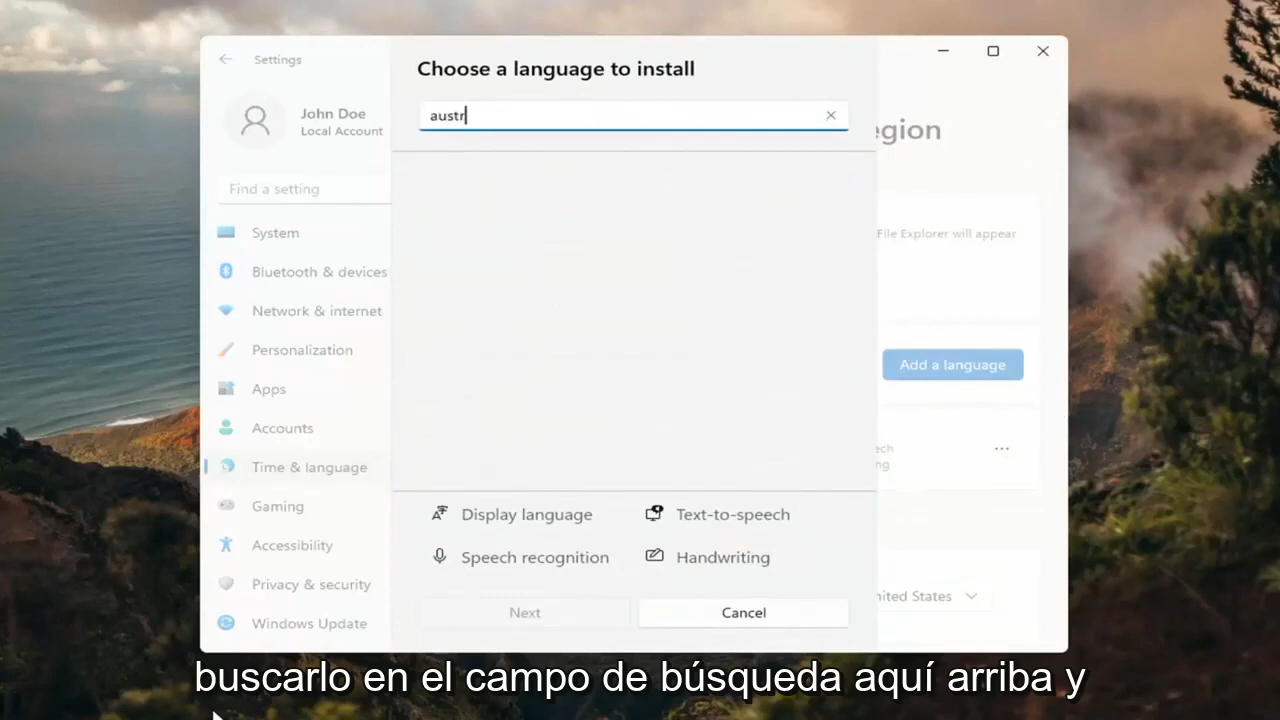 Settings
John Doe
Local Account
Find a setting
System
Bluetooth & devices
Network & internet
Personalization
Apps
Accounts
Time & language
Gaming
Accessibility
Privacy & security
Windows Update
Choose a language to install
austr
Display language
Text-to-speech
Speech recognition
Handwriting
Next
Cancel
egion
File Explorer will appear
Add a language
ech
ng
nited States
buscarlo en el campo de búsqueda aquí arriba y